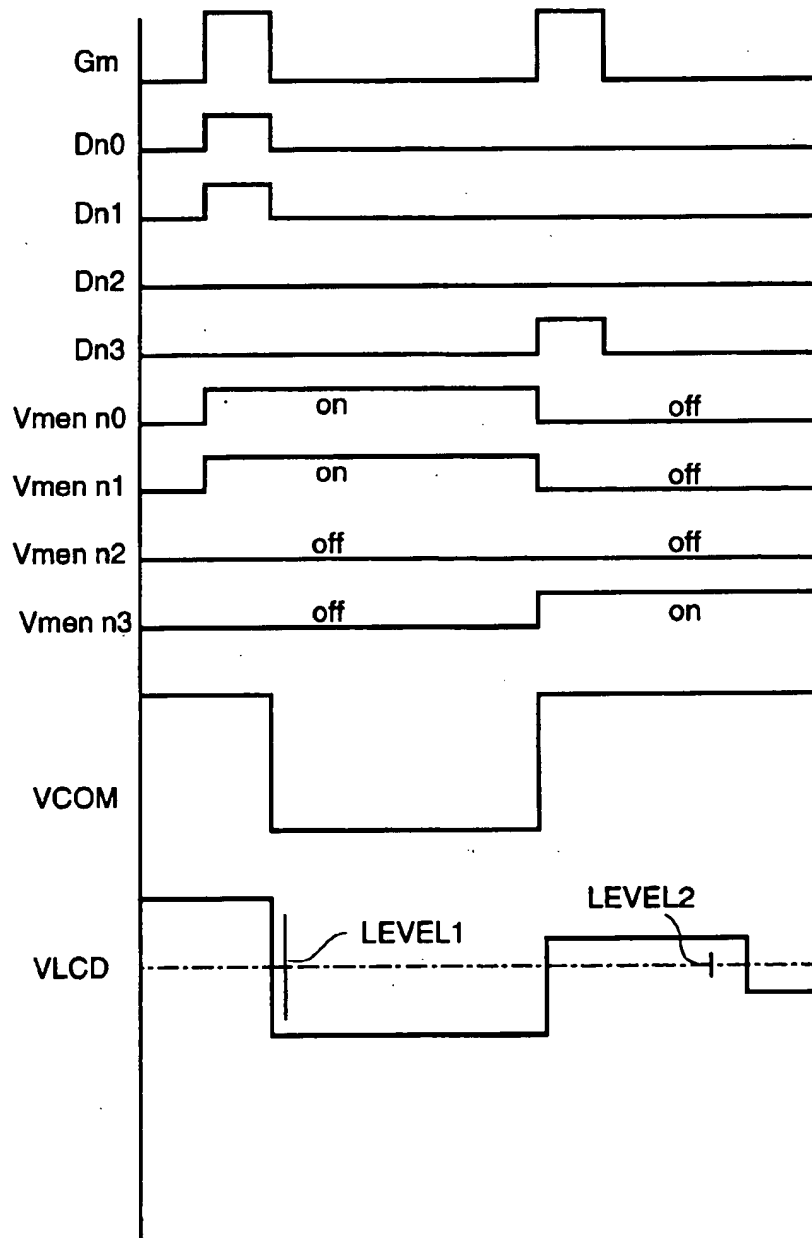 Gm
Dn0
Dn1
Dn2
Dn3
Vmen n0 on off
Vmen n1 on off
Vmen n2 off off
Vmen n3 off on
VCOM
LEVEL2
LEVEL1
VLCD